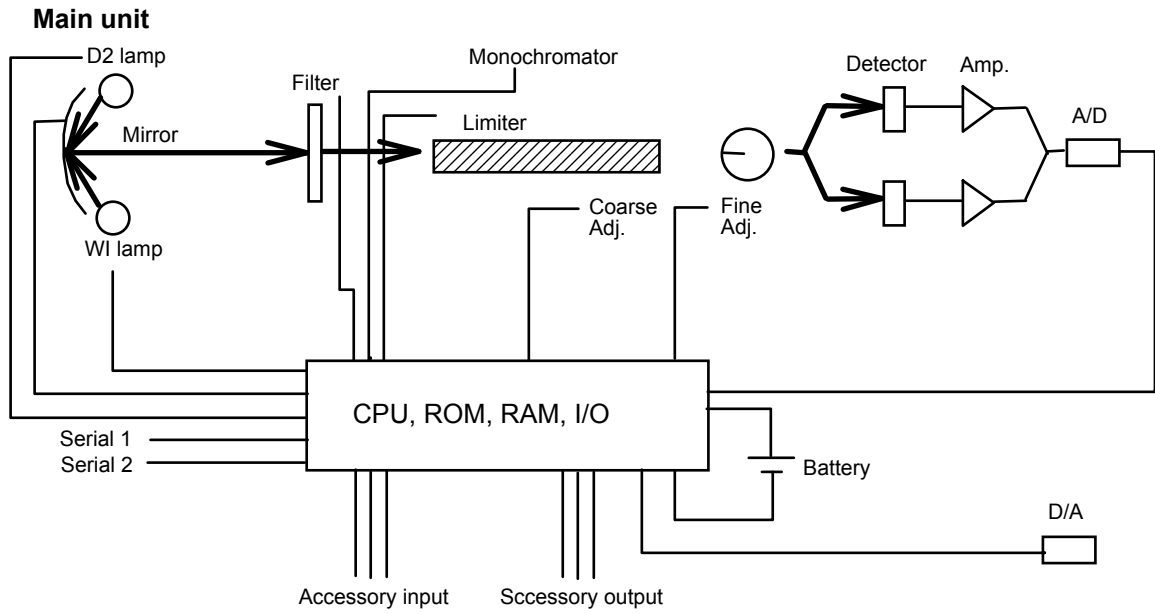 Main unit
D2 lamp
Monochromator
Detector
Amp.
Filter
A/D
Mirror
Limiter
Coarse
Adj.
Fine
Adj.
WI lamp
CPU, ROM, RAM, I/O
Serial 1
Serial 2
Battery
D/A
Accessory input
Sccessory output